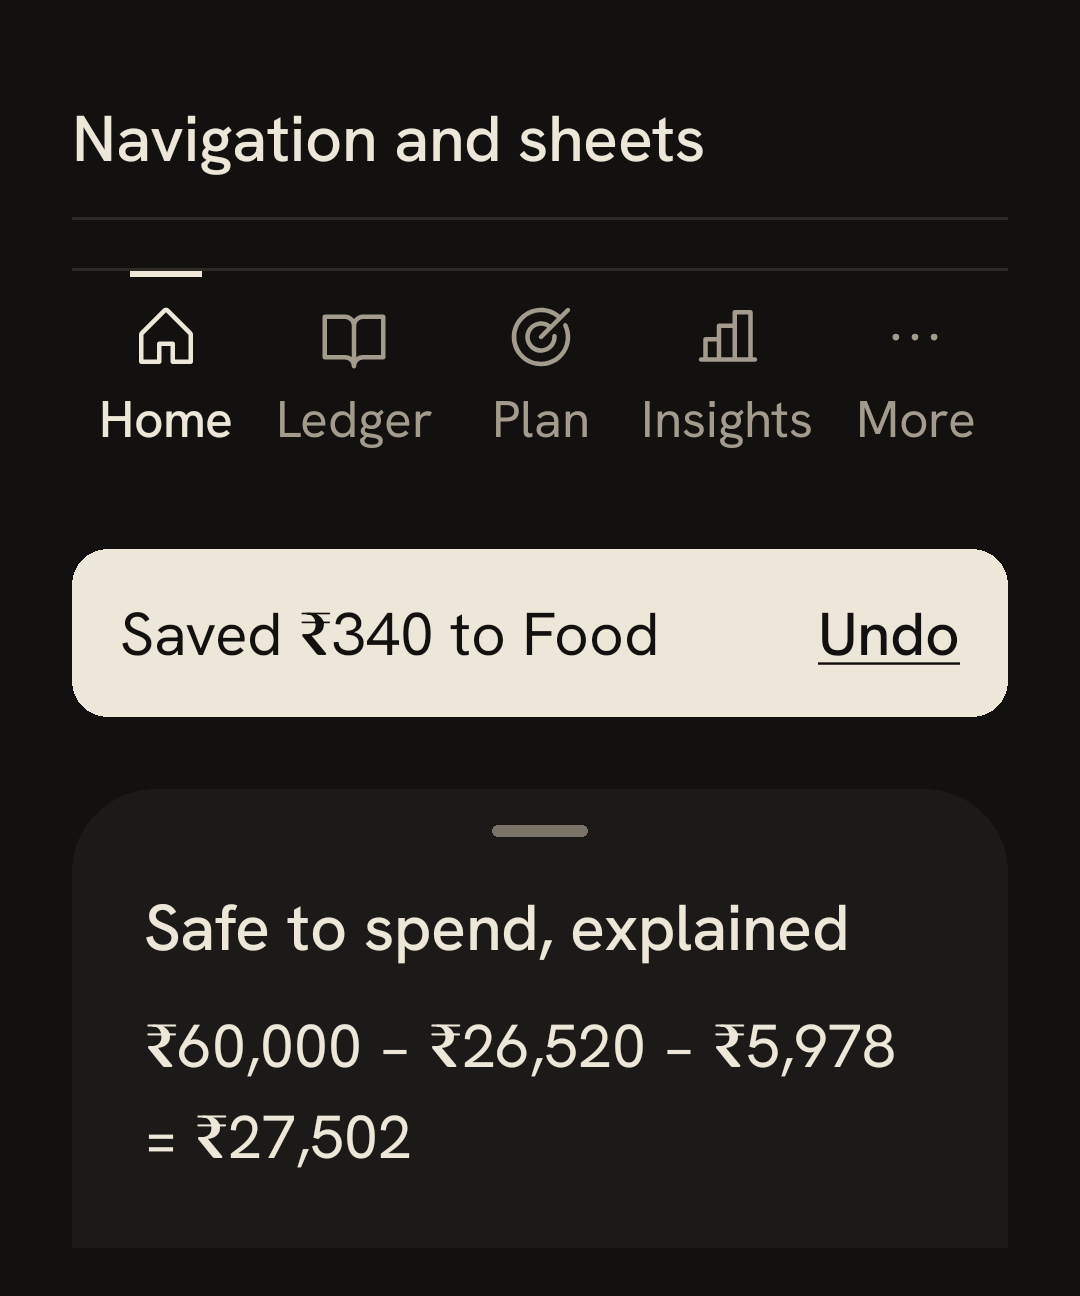 Navigation and sheets
Home Ledger Plan Insights More
Saved ₹340 to Food Undo
Safe to spend, explained
₹60,000 – ₹26,520 – ₹5,978
= ₹27,502